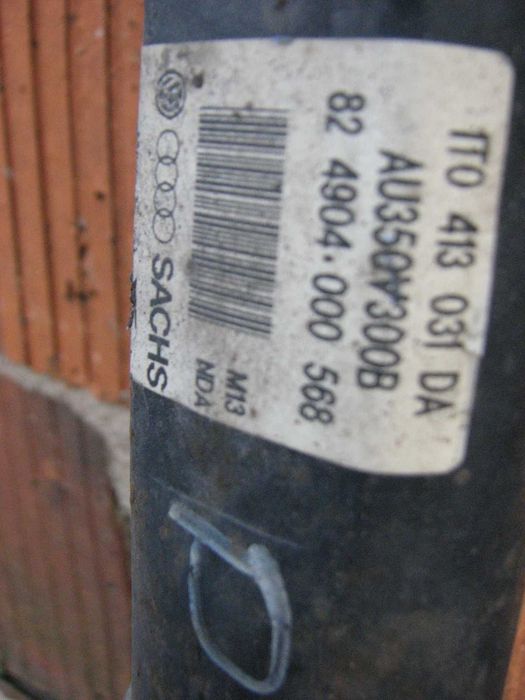 1T0 413 031 DA
AU350V300B
82 4904·000 568
M13
NDA
SACHS